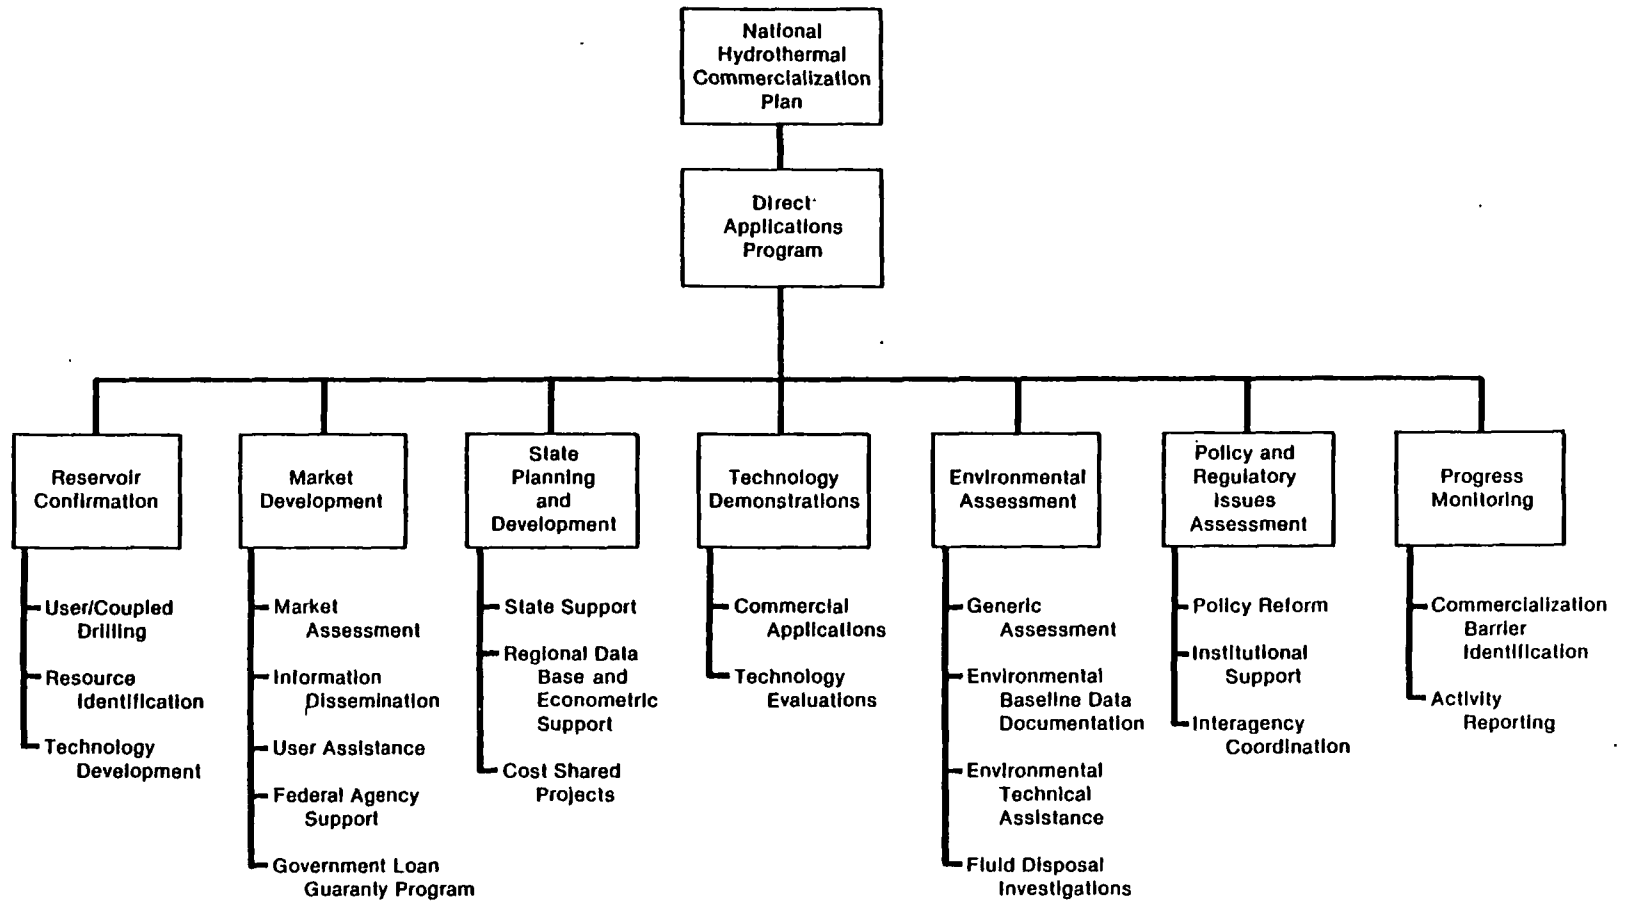 National
Hydrothermal
Commercialization
Plan
Direct
Applications
Program
Reservoir
Confirmation
User/Coupled
Drilling
Resource
Identification
Technology
Development
Market
Development
Market
Assessment
Information
Dissemination
User Assistance
Federal Agency
Support
Government Loan
Guaranty Program
State
Planning
and
Development
State Support
Regional Data
Base and
Econometric
Support
Cost Shared
Projects
Technology
Demonstrations
Commercial
Applications
Technology
Evaluations
Environmental
Assessment
Generic
Assessment
Environmental
Baseline Data
Documentation
Environmental
Technical
Assistance
Fluid Disposal
Investigations
Policy and
Regulatory
Issues
Assessment
Policy Reform
Institutional
Support
Interagency
Coordination
Progress
Monitoring
Commercialization
Barrier
Identification
Activity
Reporting